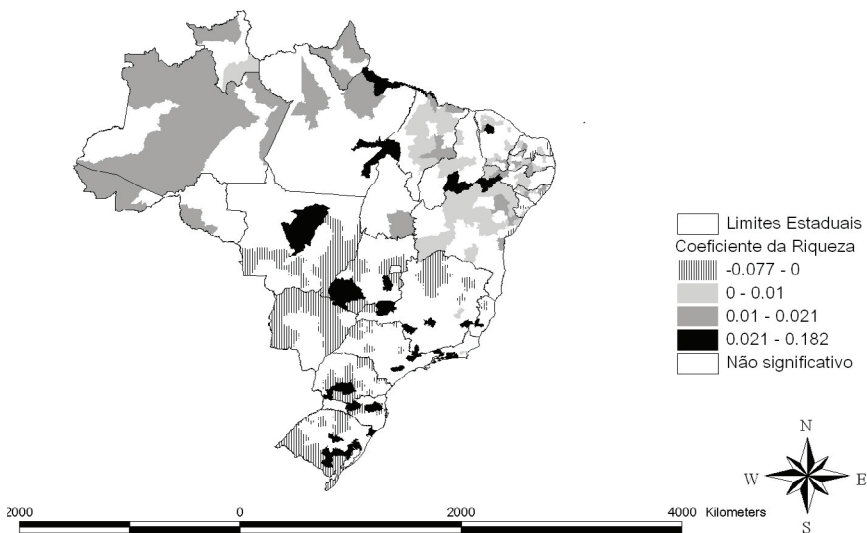 Limites Estaduais
Coeficiente da Riqueza
-0.077 - 0
0 - 0.01
0.01 - 0.021
0.021 - 0.182
Não significativo
N
W E
S
2000 0 2000 4000 Kilometers